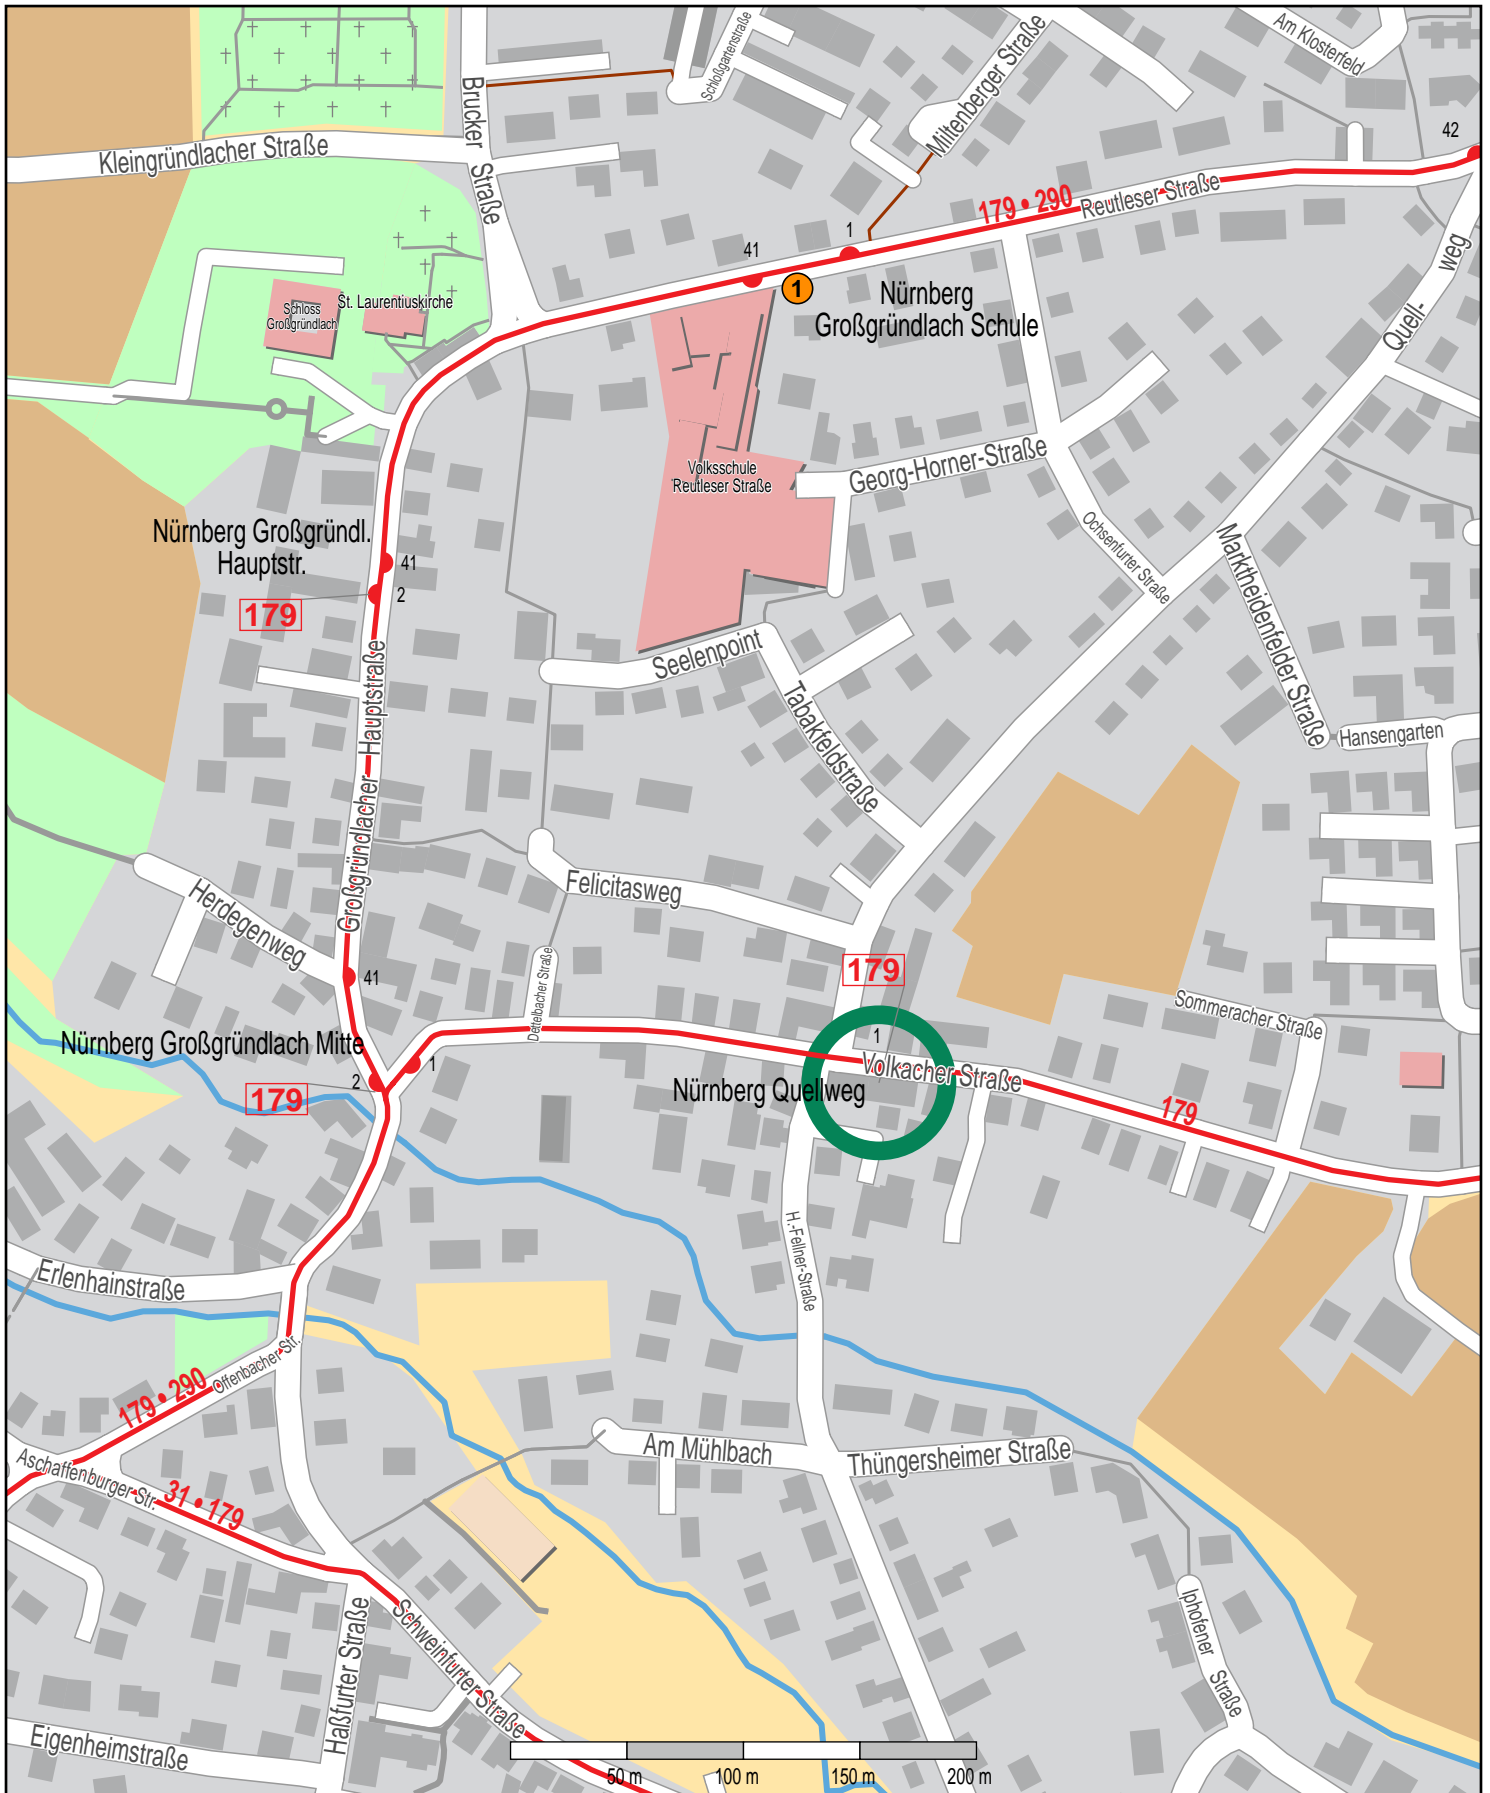 Am Klosterfeld
Schloßgartenstraße
Miltenberger Straße
Brucker Straße
42
Kleingründlacher Straße
179 • 290
Reutleser Straße
1
41
1
Quell-
weg
Nürnberg
Großgründlach Schule
Schloss
Großgründlach
St. Laurentiuskirche
Volksschule
Reutleser Straße
Georg-Horner-Straße
Ochsenfurter Straße
Marktheidenfelder Straße
Nürnberg Großgründl.
Hauptstr.
41
2
179
Seelenpoint
Tabakfeldstraße
Hansengarten
Großgründlacher Hauptstraße
Felicitasweg
Herdegenweg
Dettelbacher Straße
179
41
Sommeracher Straße
Nürnberg Großgründlach Mitte
1
1
2
179
Volkacher Straße
Nürnberg Quellweg
179
H.-Fellner-Straße
Erlenhainstraße
Offenbacher Str.
179 • 290
Am Mühlbach
Thüngersheimer Straße
Aschaffenburger Str.
31 • 179
Iphofener Straße
Schweinfurter Straße
Haßfurter Straße
Eigenheimstraße
50 m
100 m
150 m
200 m